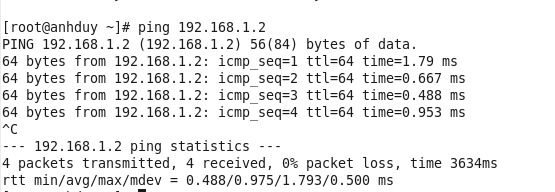 [root@anhduy ~]# ping 192.168.1.2
PING 192.168.1.2 (192.168.1.2) 56(84) bytes of data.
64 bytes from 192.168.1.2: icmp_seq=1 ttl=64 time=1.79 ms
64 bytes from 192.168.1.2: icmp_seq=2 ttl=64 time=0.667 ms
64 bytes from 192.168.1.2: icmp_seq=3 ttl=64 time=0.488 ms
64 bytes from 192.168.1.2: icmp_seq=4 ttl=64 time=0.953 ms
^C
--- 192.168.1.2 ping statistics ---
4 packets transmitted, 4 received, 0% packet loss, time 3634ms
rtt min/avg/max/mdev = 0.488/0.975/1.793/0.500 ms